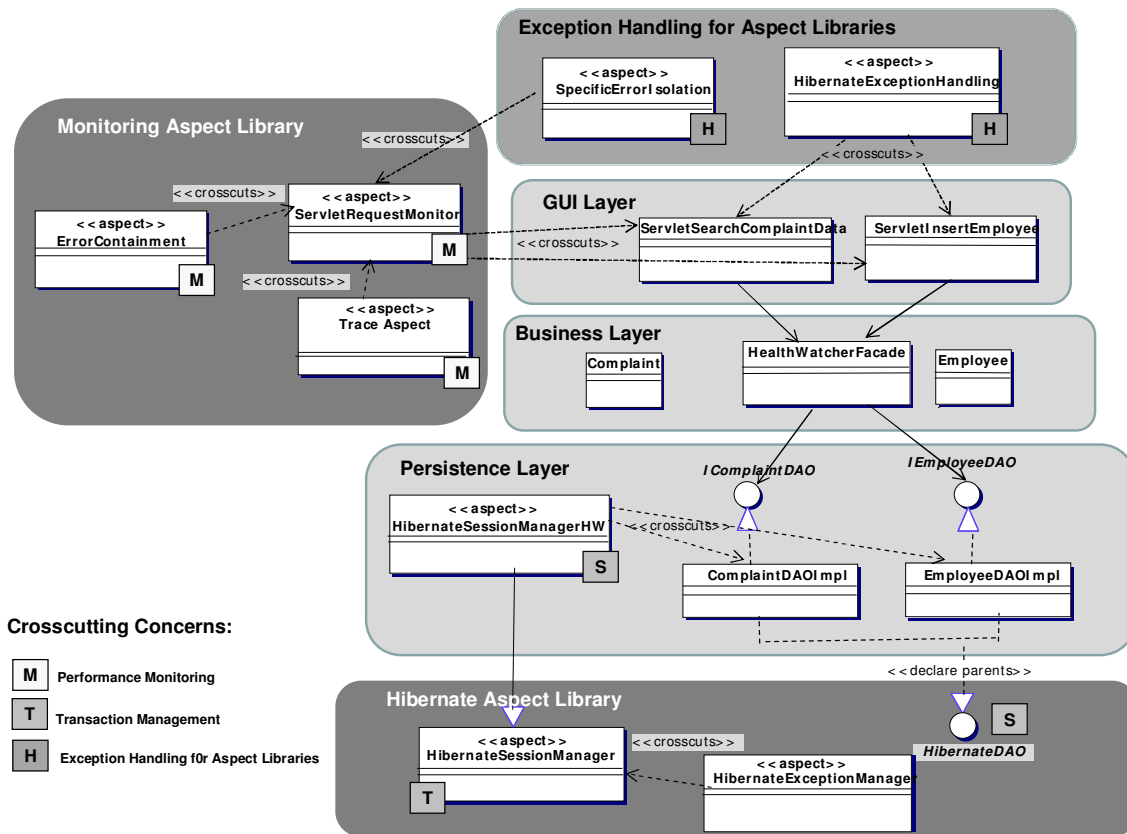 Exception Handling for Aspect Libraries
<<aspect>>
SpecificErrorIsolation
H
<<aspect>>
HibernateExceptionHandling
H
Monitoring Aspect Library
<<crosscuts>>
<<crosscuts>>
<<crosscuts>>
<<aspect>>
ServletRequestMonitor
M
<<aspect>>
ErrorContainment
M
<<crosscuts>>
<<aspect>>
Trace Aspect
M
GUI Layer
ServletSearchComplaintData
ServletInsertEmployee
<<crosscuts>>
Business Layer
Complaint
HealthWatcherFacade
Employee
Persistence Layer
IComplaintDAO
IEmployeeDAO
<<aspect>>
HibernateSessionManagerHW
S
<<crosscuts>>
ComplaintDAOImpl
EmployeeDAOImpl
<<declare parents>>
Hibernate Aspect Library
S
HibernateDAO
<<aspect>>
HibernateSessionManager
T
<<crosscuts>>
<<aspect>>
HibernateExceptionManager
Crosscutting Concerns:
M Performance Monitoring
T Transaction Management
H Exception Handling f0r Aspect Libraries